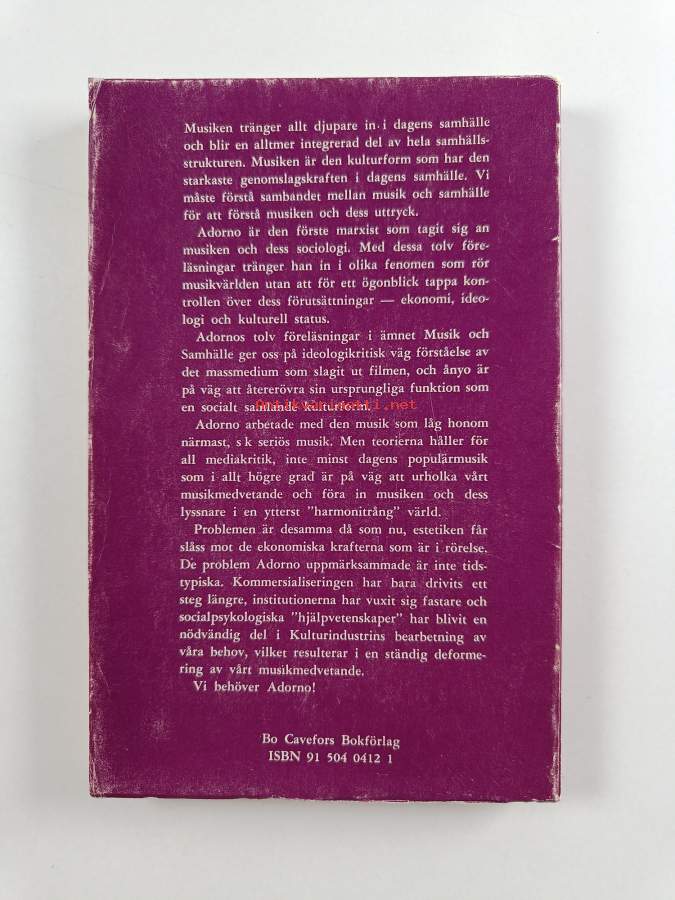 Musiken tränger allt djupare in i dagens samhälle
och blir en alltmer integrerad del av hela samhälls-
strukturen. Musiken är den kulturform som har den
starkaste genomslagskraften i dagens samhälle. Vi
måste förstå sambandet mellan musik och samhälle
för att förstå musiken och dess uttryck.
Adorno är den förste marxist som tagit sig an
musiken och dess sociologi. Med dessa tolv före-
läsningar tränger han in i olika fenomen som rör
musikvärlden utan att för ett ögonblick tappa kon-
trollen över dess förutsättningar — ekonomi, ideo-
logi och kulturell status.
Adornos tolv föreläsningar i ämnet Musik och
Samhälle ger oss på ideologikritisk väg förståelse av
det massmedium som slagit ut filmen, och ånyo är
på väg att återerövra sin ursprungliga funktion som
en socialt samlande kulturform.
Antikvariaatti.net
Adorno arbetade med den musik som låg honom
närmast, s k seriös musik. Men teorierna håller för
all mediakritik, inte minst dagens populärmusik
som i allt högre grad är på väg att urholka vårt
musikmedvetande och föra in musiken och dess
lyssnare i en ytterst "harmonitrång" värld.
Problemen är desamma då som nu, estetiken får
slåss mot de ekonomiska krafterna som är i rörelse.
De problem Adorno uppmärksammade är inte tids-
typiska. Kommersialiseringen har bara drivits ett
steg längre, institutionerna har vuxit sig fastare och
socialpsykologiska "hjälpvetenskaper" har blivit en
nödvändig del i Kulturindustrins bearbetning av
våra behov, vilket resulterar i en ständig deforme-
ring av vårt musikmedvetande.
Vi behöver Adorno!
Bo Cavefors Bokförlag
ISBN 91 504 0412 1